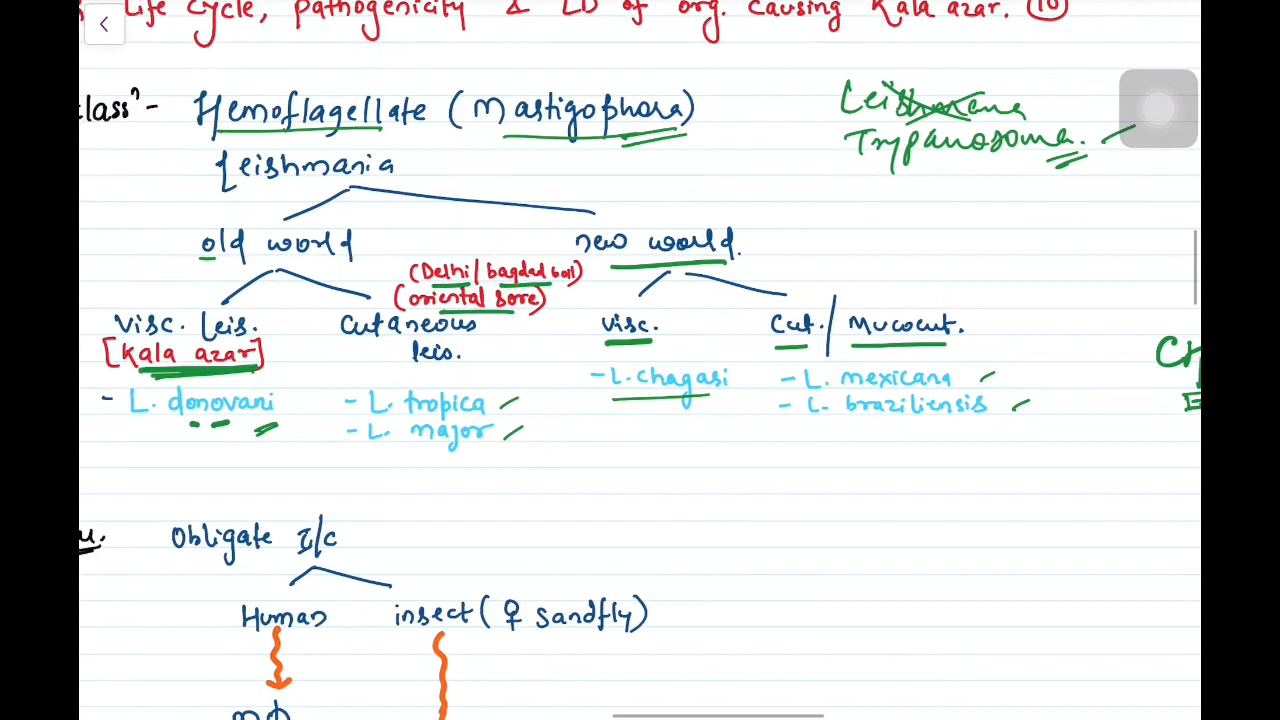 Life cycle, pathogenicity & LD of org. causing Kala azar. (10)
class^n - Hemoflagellate (Mastigophora)
Leishmana
Trypanosoma.
Leishmania
old world
new world.
(Delhi / bagdad boil)
(oriental sore)
Visc. Leis.
Cutaneous leis.
Visc.
Cut. / Mucocut.
[Kala azar]
- L. donovani
- L. tropica
- L. major
- L. chagasi
- L. mexicana
- L. braziliensis
Obligate I/c
Human
insect (♀ sandfly)